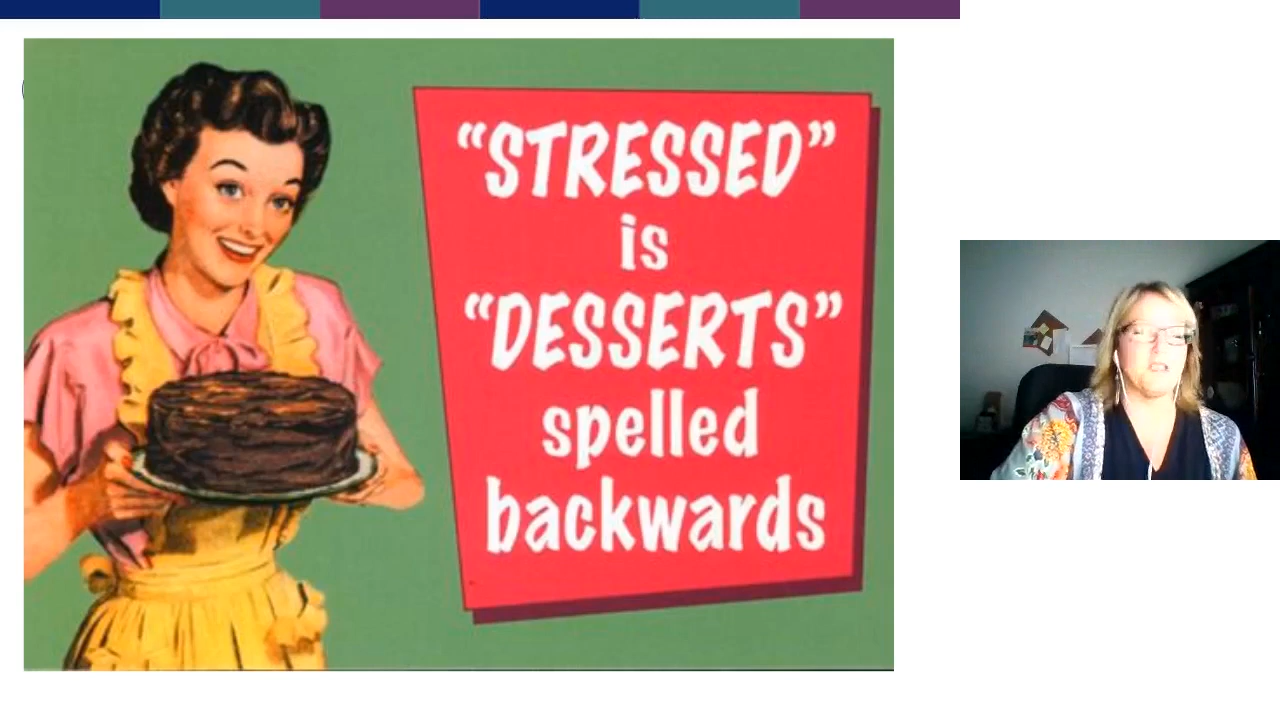 “STRESSED”
is
“DESSERTS”
spelled
backwards